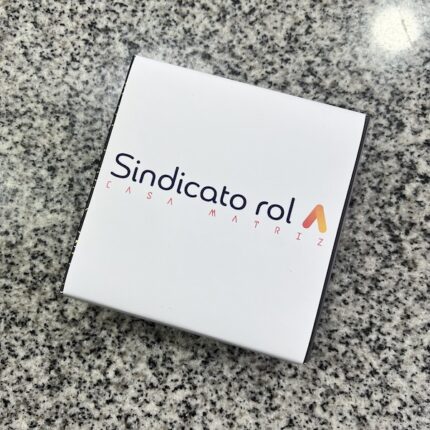 Sindicato rol A
CASA MATRIZ